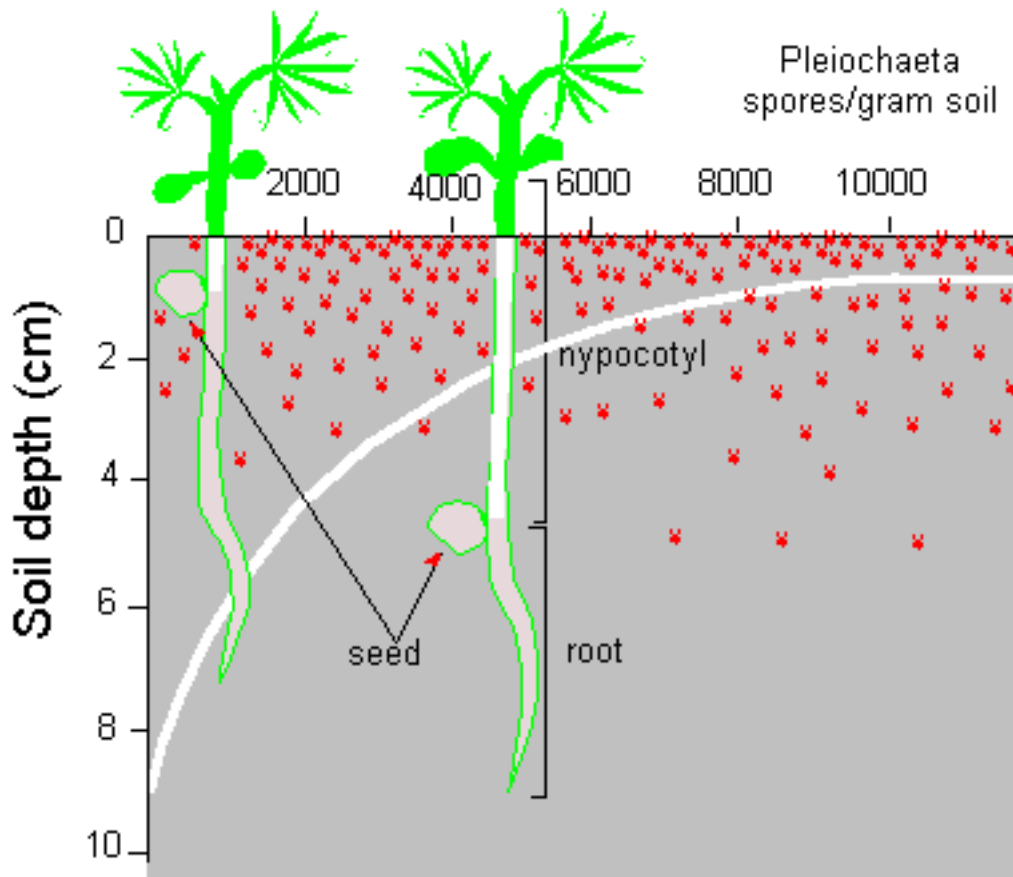 Pleiochaeta
spores/gram soil
2000 4000 6000 8000 10000
0
2
nypocotyl
4
6
seed
root
8
10
Soil depth (cm)